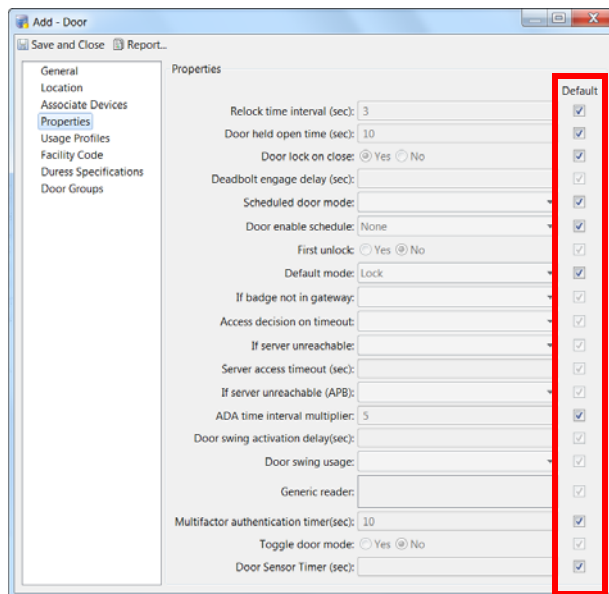 Add - Door
Save and Close Report...
General
Location
Associate Devices
Properties
Usage Profiles
Facility Code
Duress Specifications
Door Groups
Properties
Default
Relock time interval (sec): 3
Door held open time (sec): 10
Door lock on close: Yes No
Deadbolt engage delay (sec):
Scheduled door mode:
Door enable schedule: None
First unlock: Yes No
Default mode: Lock
If badge not in gateway:
Access decision on timeout:
If server unreachable:
Server access timeout (sec):
If server unreachable (APB):
ADA time interval multiplier: 5
Door swing activation delay(sec):
Door swing usage:
Generic reader:
Multifactor authentication timer(sec): 10
Toggle door mode: Yes No
Door Sensor Timer (sec):